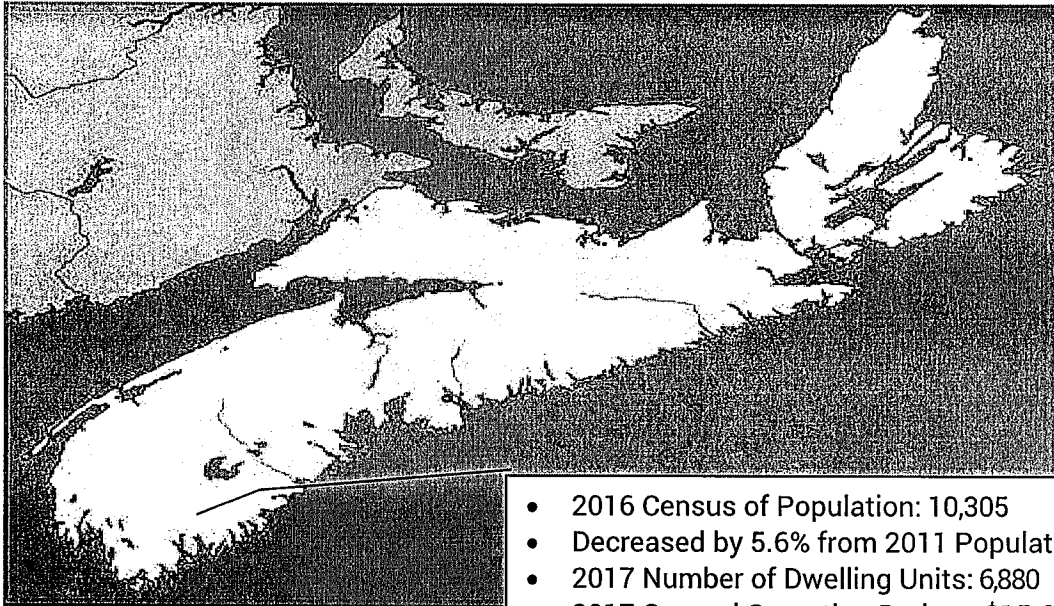 • 2016 Census of Population: 10,305
• Decreased by 5.6% from 2011 Populat
• 2017 Number of Dwelling Units: 6,880